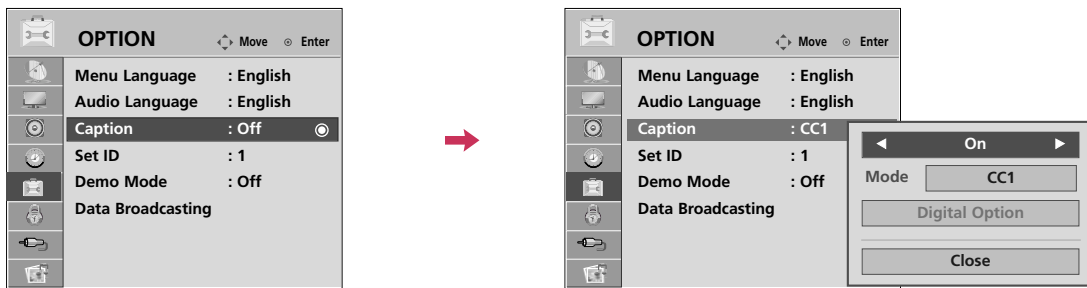 OPTION Move Enter
Menu Language : English
Audio Language : English
Caption : Off
Set ID : 1
Demo Mode : Off
Data Broadcasting
OPTION Move Enter
Menu Language : English
Audio Language : English
Caption : CC1
Set ID : 1
Demo Mode : Off
Data Broadcasting
On
Mode CC1
Digital Option
Close